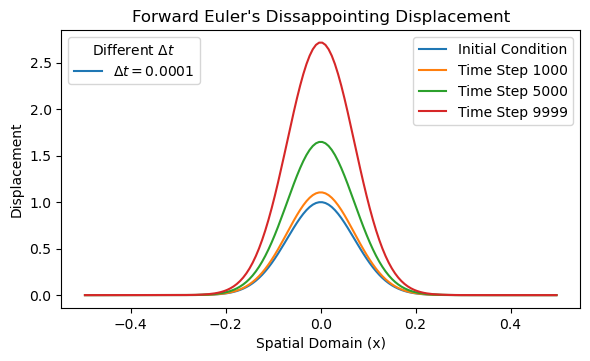 Forward Euler's Dissappointing Displacement
Different Δt
Δt = 0.0001
Initial Condition
Time Step 1000
Time Step 5000
Time Step 9999
Displacement
2.5
2.0
1.5
1.0
0.5
0.0
−0.4 −0.2 0.0 0.2 0.4
Spatial Domain (x)